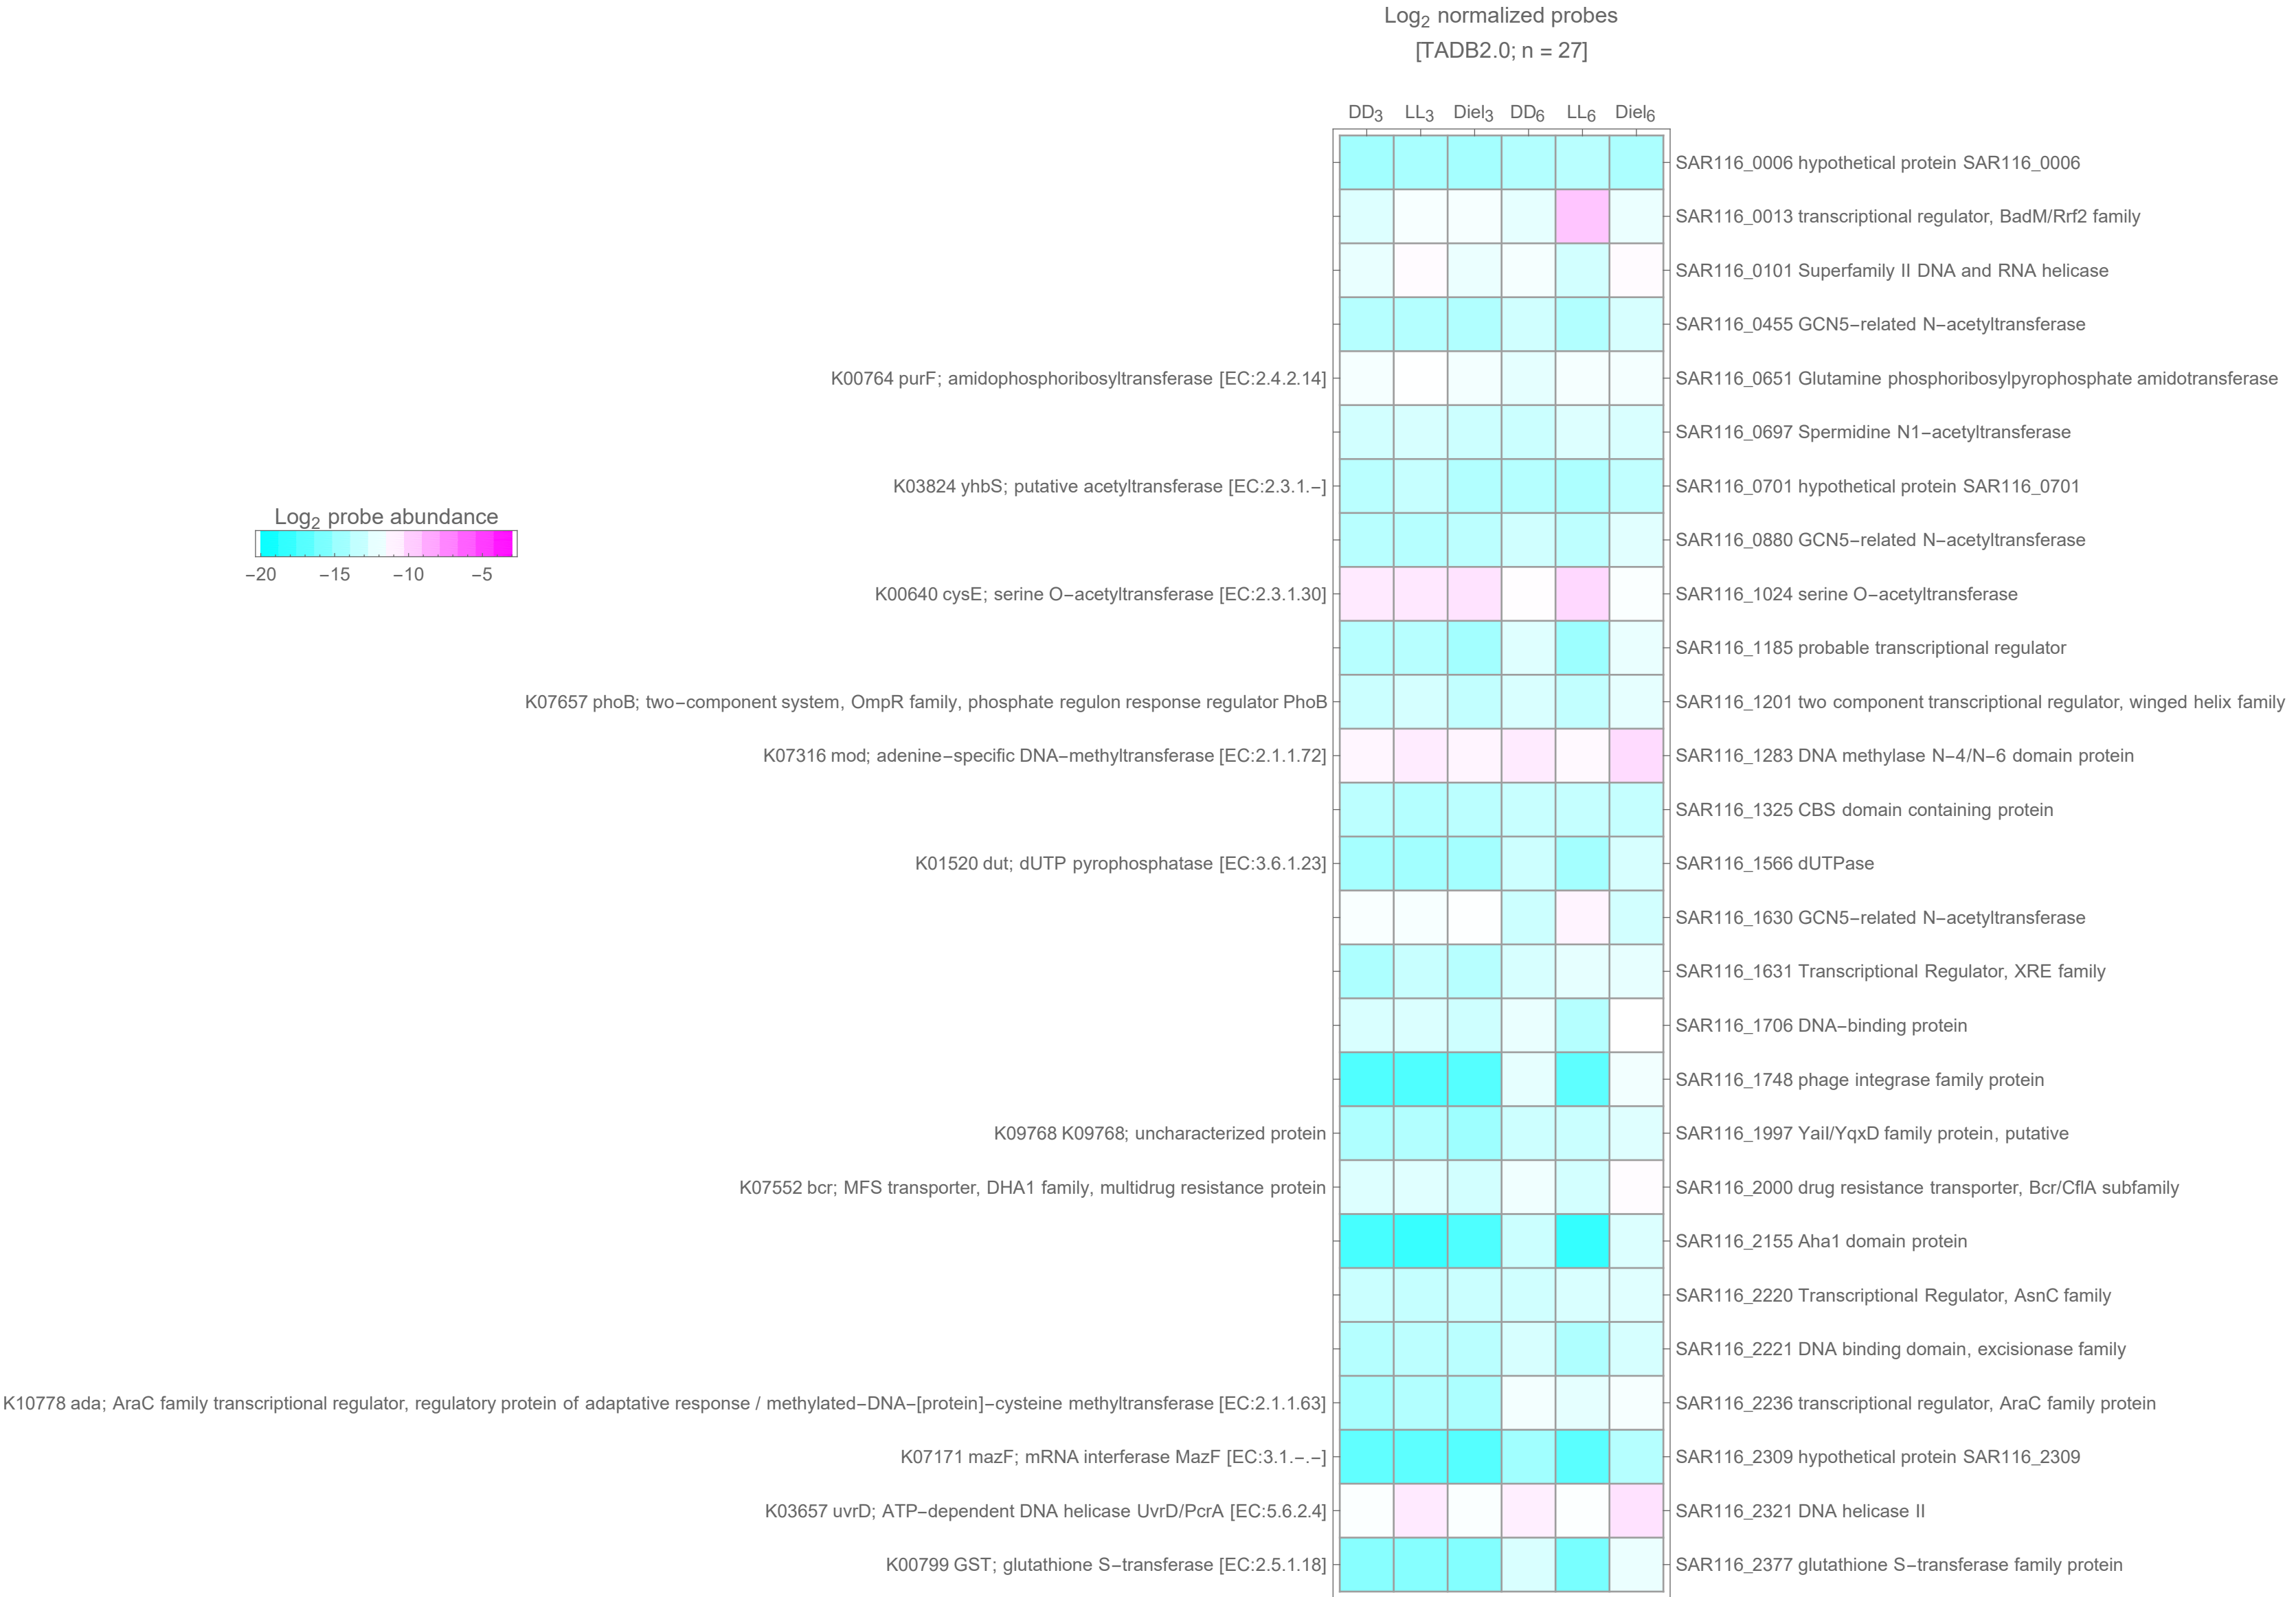 Log2 normalized probes
[TADB2.0; n = 27]
DD3 LL3 Diel3 DD6 LL6 Diel6
SAR116_0006 hypothetical protein SAR116_0006
SAR116_0013 transcriptional regulator, BadM/Rrf2 family
SAR116_0101 Superfamily II DNA and RNA helicase
SAR116_0455 GCN5−related N−acetyltransferase
K00764 purF; amidophosphoribosyltransferase [EC:2.4.2.14] SAR116_0651 Glutamine phosphoribosylpyrophosphate amidotransferase
SAR116_0697 Spermidine N1−acetyltransferase
K03824 yhbS; putative acetyltransferase [EC:2.3.1.−] SAR116_0701 hypothetical protein SAR116_0701
Log2 probe abundance
−20 −15 −10 −5
SAR116_0880 GCN5−related N−acetyltransferase
K00640 cysE; serine O−acetyltransferase [EC:2.3.1.30] SAR116_1024 serine O−acetyltransferase
SAR116_1185 probable transcriptional regulator
K07657 phoB; two−component system, OmpR family, phosphate regulon response regulator PhoB SAR116_1201 two component transcriptional regulator, winged helix family
K07316 mod; adenine−specific DNA−methyltransferase [EC:2.1.1.72] SAR116_1283 DNA methylase N−4/N−6 domain protein
SAR116_1325 CBS domain containing protein
K01520 dut; dUTP pyrophosphatase [EC:3.6.1.23] SAR116_1566 dUTPase
SAR116_1630 GCN5−related N−acetyltransferase
SAR116_1631 Transcriptional Regulator, XRE family
SAR116_1706 DNA−binding protein
SAR116_1748 phage integrase family protein
K09768 K09768; uncharacterized protein SAR116_1997 YaiI/YqxD family protein, putative
K07552 bcr; MFS transporter, DHA1 family, multidrug resistance protein SAR116_2000 drug resistance transporter, Bcr/CflA subfamily
SAR116_2155 Aha1 domain protein
SAR116_2220 Transcriptional Regulator, AsnC family
SAR116_2221 DNA binding domain, excisionase family
K10778 ada; AraC family transcriptional regulator, regulatory protein of adaptative response / methylated−DNA−[protein]−cysteine methyltransferase [EC:2.1.1.63] SAR116_2236 transcriptional regulator, AraC family protein
K07171 mazF; mRNA interferase MazF [EC:3.1.−.−] SAR116_2309 hypothetical protein SAR116_2309
K03657 uvrD; ATP−dependent DNA helicase UvrD/PcrA [EC:5.6.2.4] SAR116_2321 DNA helicase II
K00799 GST; glutathione S−transferase [EC:2.5.1.18] SAR116_2377 glutathione S−transferase family protein